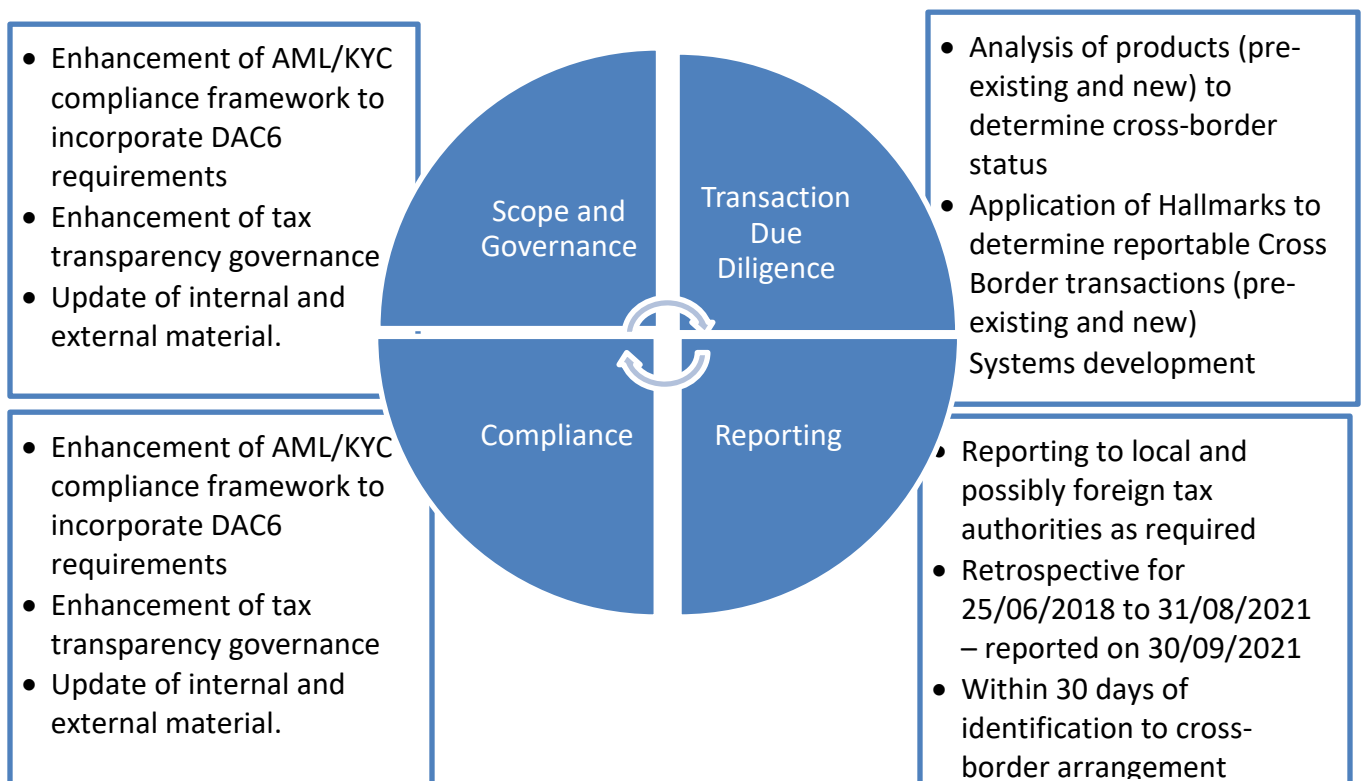 • Enhancement of AML/KYC
compliance framework to
incorporate DAC6
requirements
• Enhancement of tax
transparency governance
• Update of internal and
external material.
Scope and
Governance
Transaction
Due
Diligence
• Analysis of products (pre-
existing and new) to
determine cross-border
status
• Application of Hallmarks to
determine reportable Cross
Border transactions (pre-
existing and new)
Systems development
• Enhancement of AML/KYC
compliance framework to
incorporate DAC6
requirements
• Enhancement of tax
transparency governance
• Update of internal and
external material.
Compliance
Reporting
• Reporting to local and
possibly foreign tax
authorities as required
• Retrospective for
25/06/2018 to 31/08/2021
– reported on 30/09/2021
• Within 30 days of
identification to cross-
border arrangement